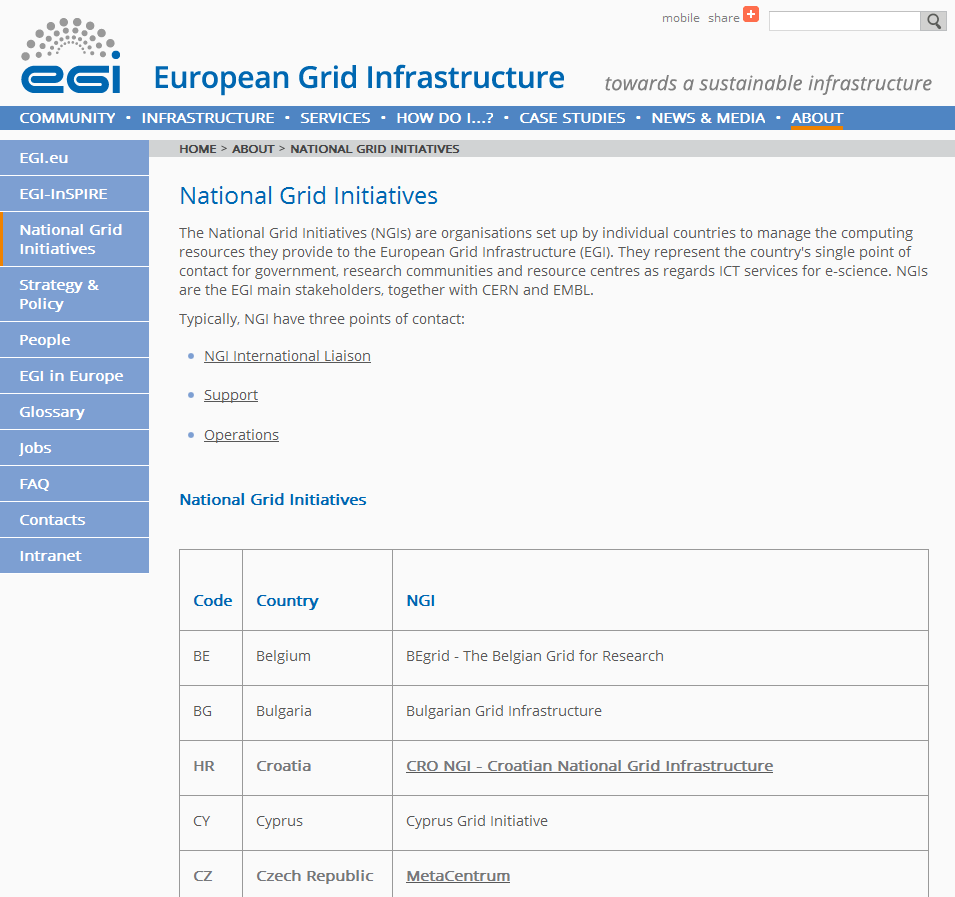 mobile share
egi
European Grid Infrastructure
towards a sustainable infrastructure
COMMUNITY • INFRASTRUCTURE • SERVICES • HOW DO I...? • CASE STUDIES • NEWS & MEDIA • ABOUT
EGI.eu
EGI-InSPIRE
National Grid
Initiatives
Strategy &
Policy
People
EGI in Europe
Glossary
Jobs
FAQ
Contacts
Intranet
HOME > ABOUT > NATIONAL GRID INITIATIVES
National Grid Initiatives
The National Grid Initiatives (NGIs) are organisations set up by individual countries to manage the computing
resources they provide to the European Grid Infrastructure (EGI). They represent the country's single point of
contact for government, research communities and resource centres as regards ICT services for e-science. NGIs
are the EGI main stakeholders, together with CERN and EMBL.
Typically, NGI have three points of contact:
• NGI International Liaison
• Support
• Operations
National Grid Initiatives
Code Country NGI
BE Belgium BEgrid - The Belgian Grid for Research
BG Bulgaria Bulgarian Grid Infrastructure
HR Croatia CRO NGI - Croatian National Grid Infrastructure
CY Cyprus Cyprus Grid Initiative
CZ Czech Republic MetaCentrum